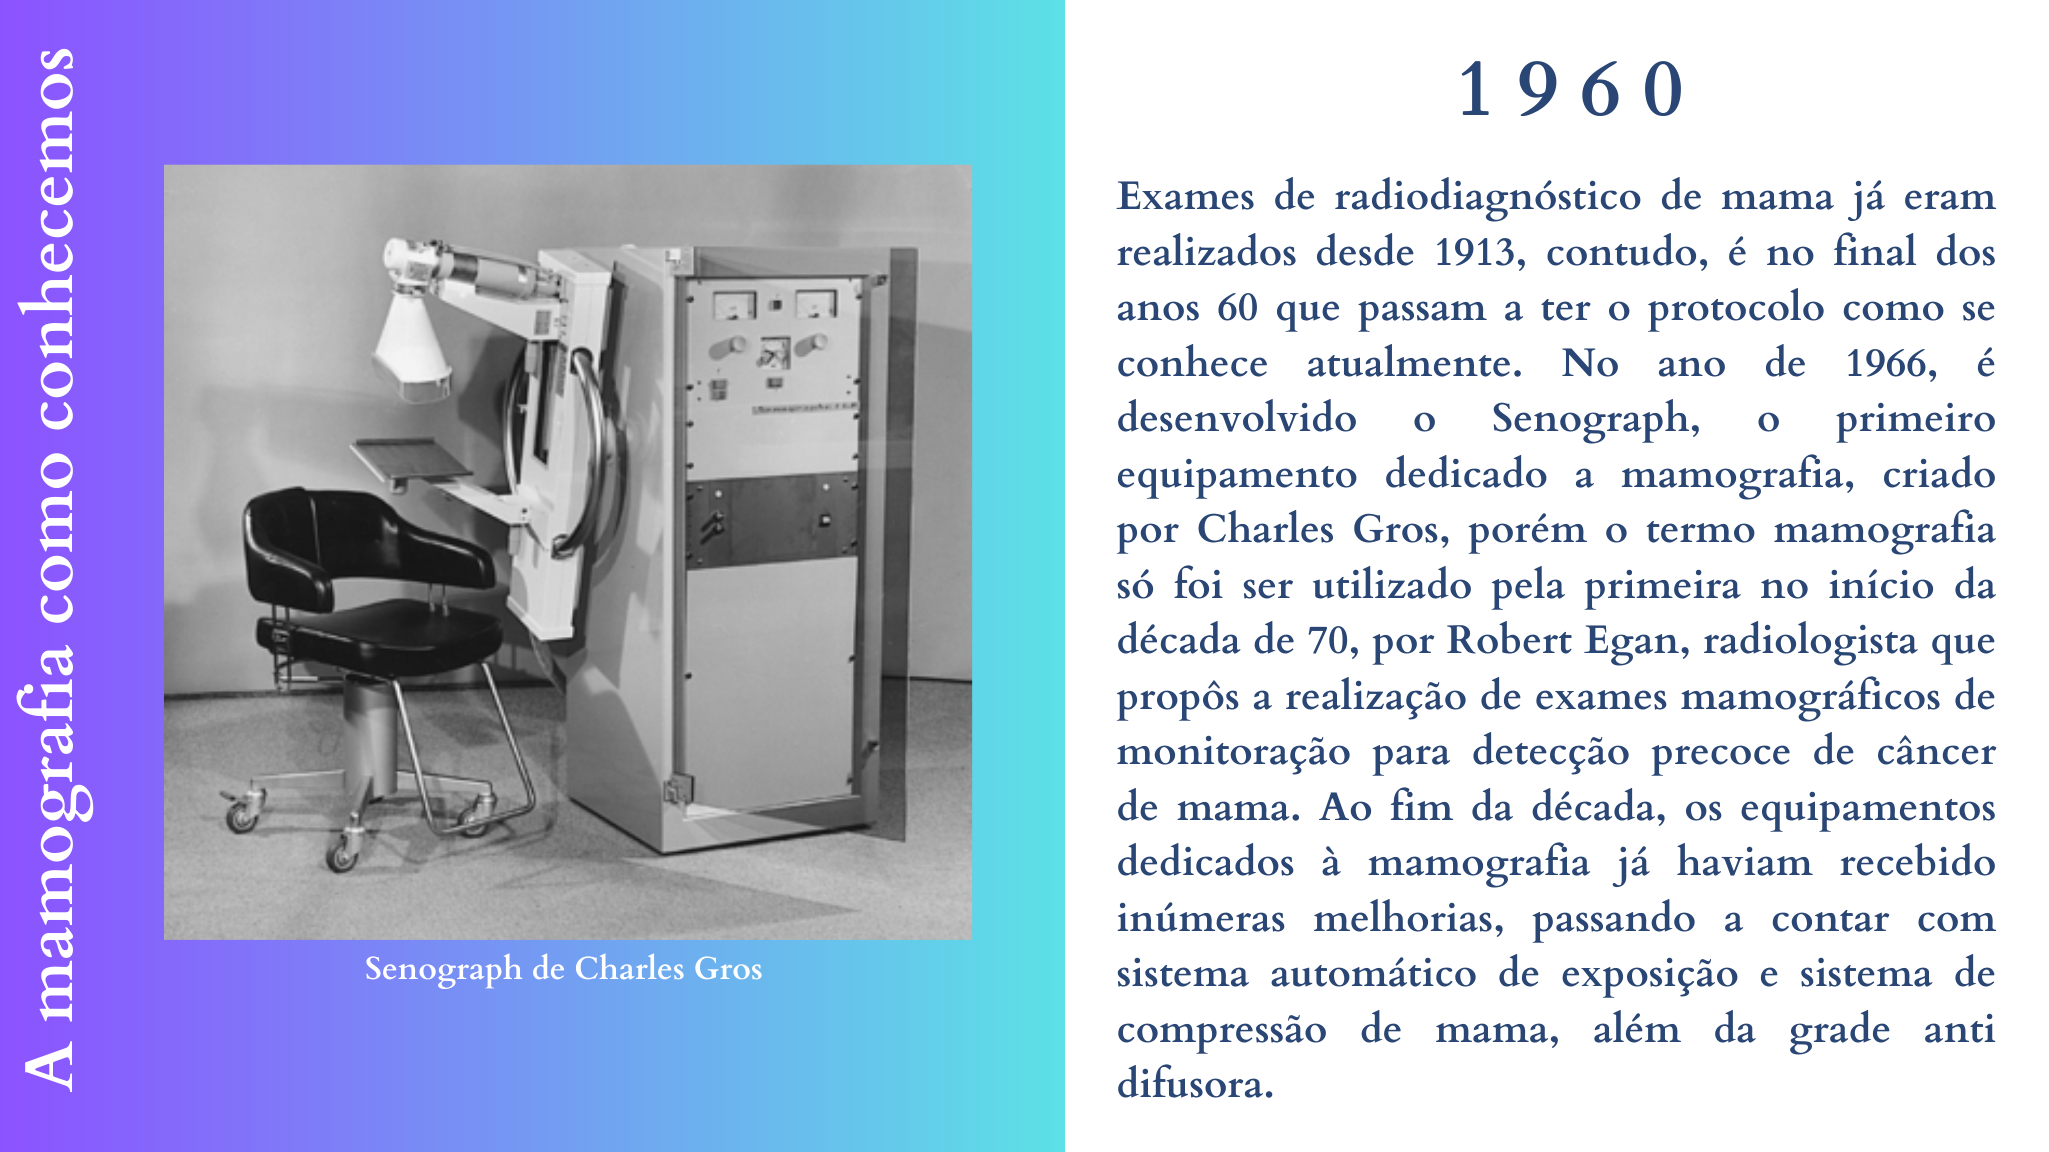 A mamografia como conhecemos
Senograph de Charles Gros
1960
Exames de radiodiagnóstico de mama já eram
realizados desde 1913, contudo, é no final dos
anos 60 que passam a ter o protocolo como se
conhece atualmente. No ano de 1966, é
desenvolvido o Senograph, o primeiro
equipamento dedicado a mamografia, criado
por Charles Gros, porém o termo mamografia
só foi ser utilizado pela primeira no início da
década de 70, por Robert Egan, radiologista que
propôs a realização de exames mamográficos de
monitoração para detecção precoce de câncer
de mama. Ao fim da década, os equipamentos
dedicados à mamografia já haviam recebido
inúmeras melhorias, passando a contar com
sistema automático de exposição e sistema de
compressão de mama, além da grade anti
difusora.